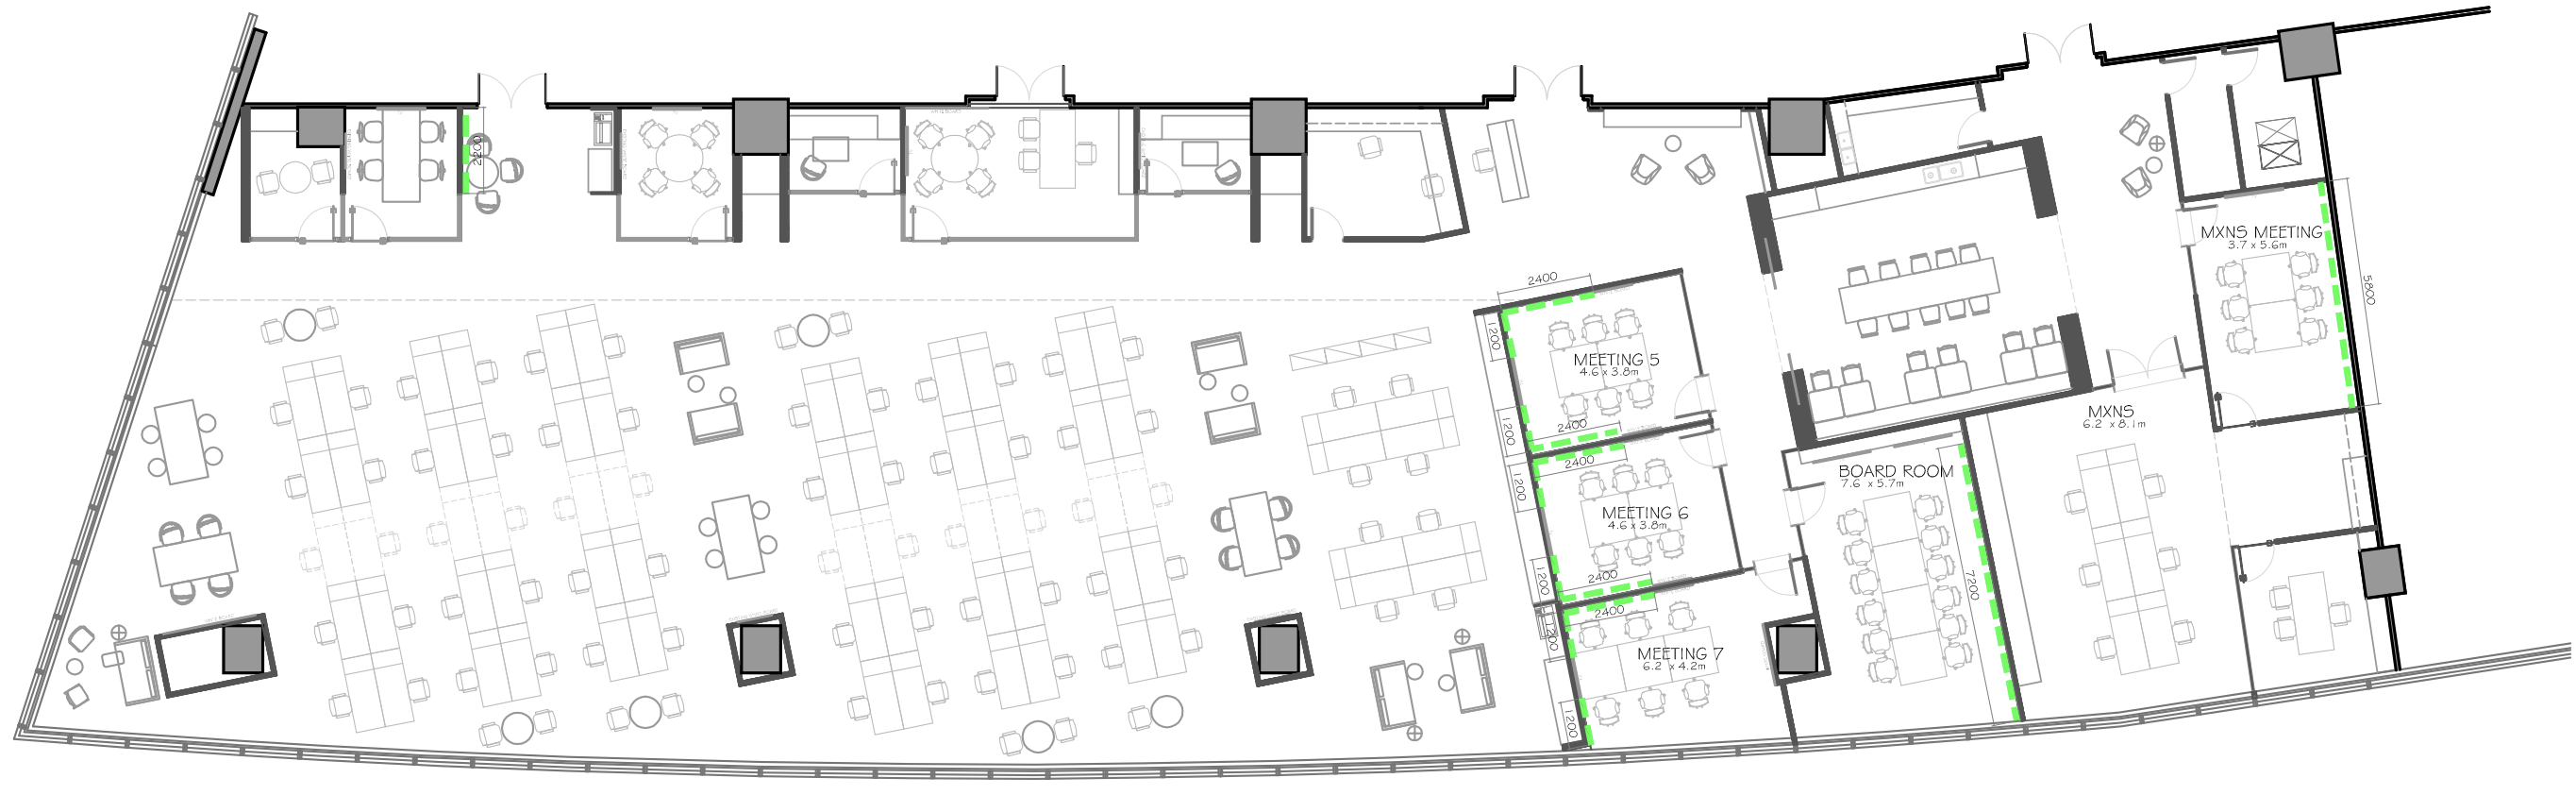 2200
MXNS MEETING
3.7 x 5.6m
5800
2400
1200
MEETING 5
4.6 x 3.8m
1200
2400
MXNS
6.2 x 8.1m
2400
1200
BOARD ROOM
7.6 x 5.7m
MEETING 6
4.6 x 3.8m
1200
2400
7200
2400
1200
MEETING 7
6.2 x 4.2m
1200